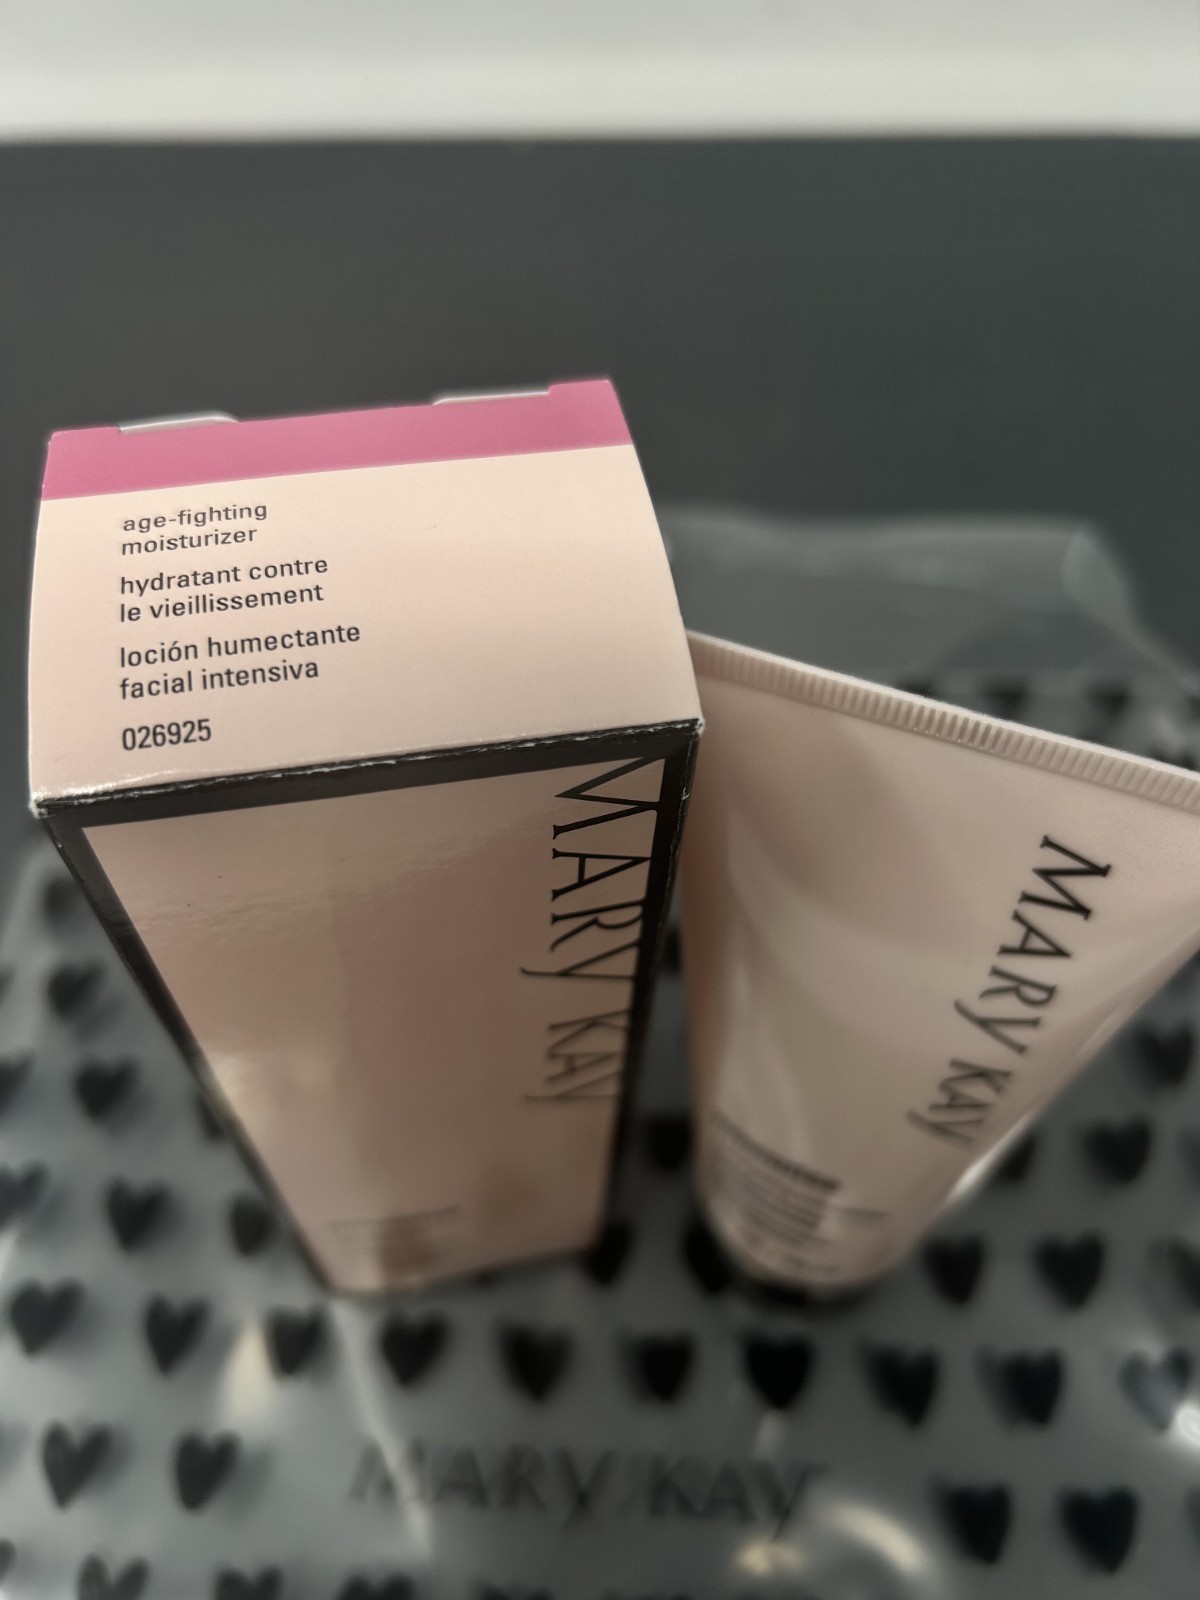 age-fighting
moisturizer
hydratant contre
le vieillissement
loción humectante
facial intensiva
026925
MARY KAY
MARY KAY
MARY KAY